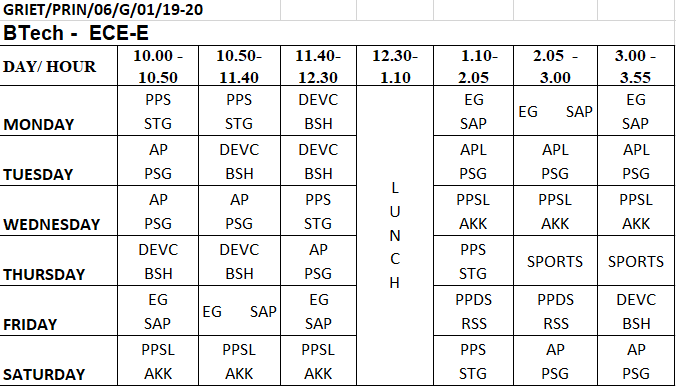 GRIET/PRIN/06/G/01/19-20
BTech - ECE-E
DAY/ HOUR 10.00 - 10.50 10.50- 11.40 11.40- 12.30 12.30- 1.10 1.10- 2.05 2.05 - 3.00 3.00 - 3.55
MONDAY PPS STG PPS STG DEVC BSH EG SAP EG SAP EG SAP
TUESDAY AP PSG DEVC BSH DEVC BSH APL PSG APL PSG APL PSG
WEDNESDAY AP PSG AP PSG PPS STG PPSL AKK PPSL AKK PPSL AKK
THURSDAY DEVC BSH DEVC BSH AP PSG PPS STG SPORTS SPORTS
FRIDAY EG SAP EG SAP EG SAP PPDS RSS PPDS RSS DEVC BSH
SATURDAY PPSL AKK PPSL AKK PPSL AKK PPS STG AP PSG AP PSG
L
U
N
C
H